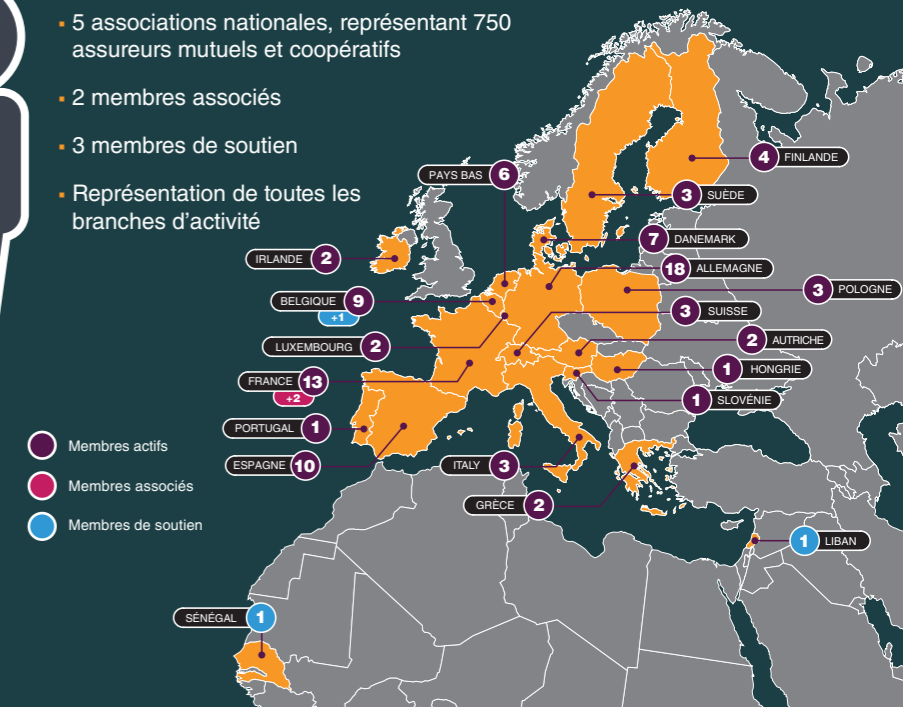 ▪ 5 associations nationales, représentant 750
assureurs mutuels et coopératifs
▪ 2 membres associés
▪ 3 membres de soutien
▪ Représentation de toutes les
branches d'activité
4 FINLANDE
PAYS BAS 6
3 SUÈDE
7 DANEMARK
IRLANDE 2
18 ALLEMAGNE
3 POLOGNE
BELGIQUE 9
+1
3 SUISSE
2 AUTRICHE
LUXEMBOURG 2
1 HONGRIE
FRANCE 13
+2
1 SLOVÉNIE
PORTUGAL 1
ESPAGNE 10
ITALY 3
GRÈCE 2
Membres actifs
Membres associés
Membres de soutien
1 LIBAN
SÉNÉGAL 1